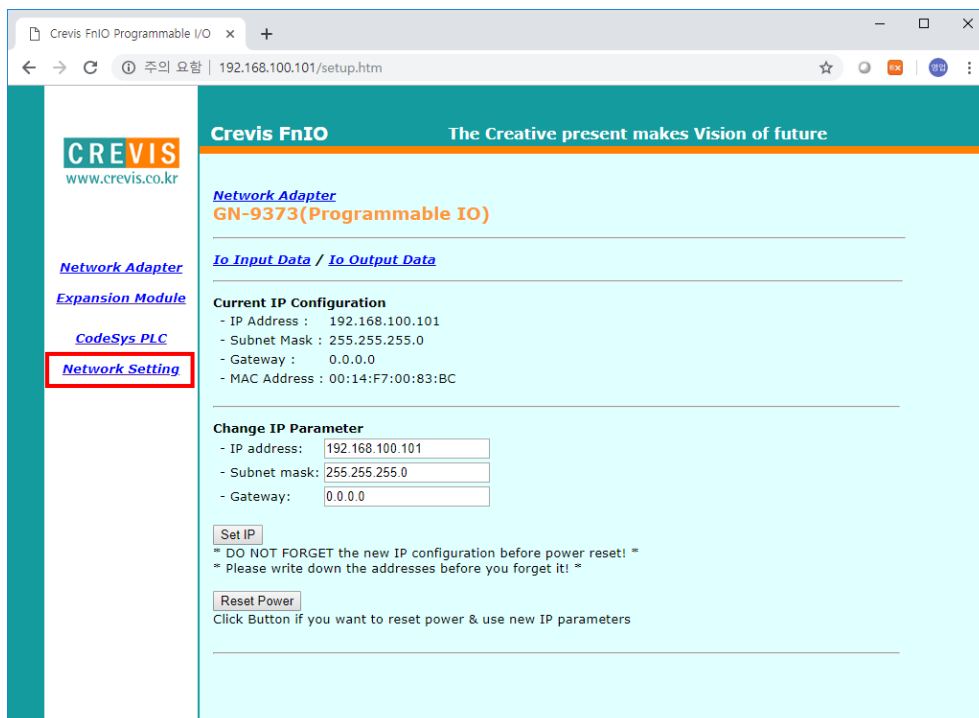 Crevis FnIO Programmable I/O
주의 요함 | 192.168.100.101/setup.htm
영업
CREVIS
www.crevis.co.kr
Network Adapter
Expansion Module
CodeSys PLC
Network Setting
Crevis FnIO The Creative present makes Vision of future
Network Adapter
GN-9373(Programmable IO)
Io Input Data / Io Output Data
Current IP Configuration
- IP Address : 192.168.100.101
- Subnet Mask : 255.255.255.0
- Gateway : 0.0.0.0
- MAC Address : 00:14:F7:00:83:BC
Change IP Parameter
- IP address: 192.168.100.101
- Subnet mask: 255.255.255.0
- Gateway: 0.0.0.0
Set IP
* DO NOT FORGET the new IP configuration before power reset! *
* Please write down the addresses before you forget it! *
Reset Power
Click Button if you want to reset power & use new IP parameters